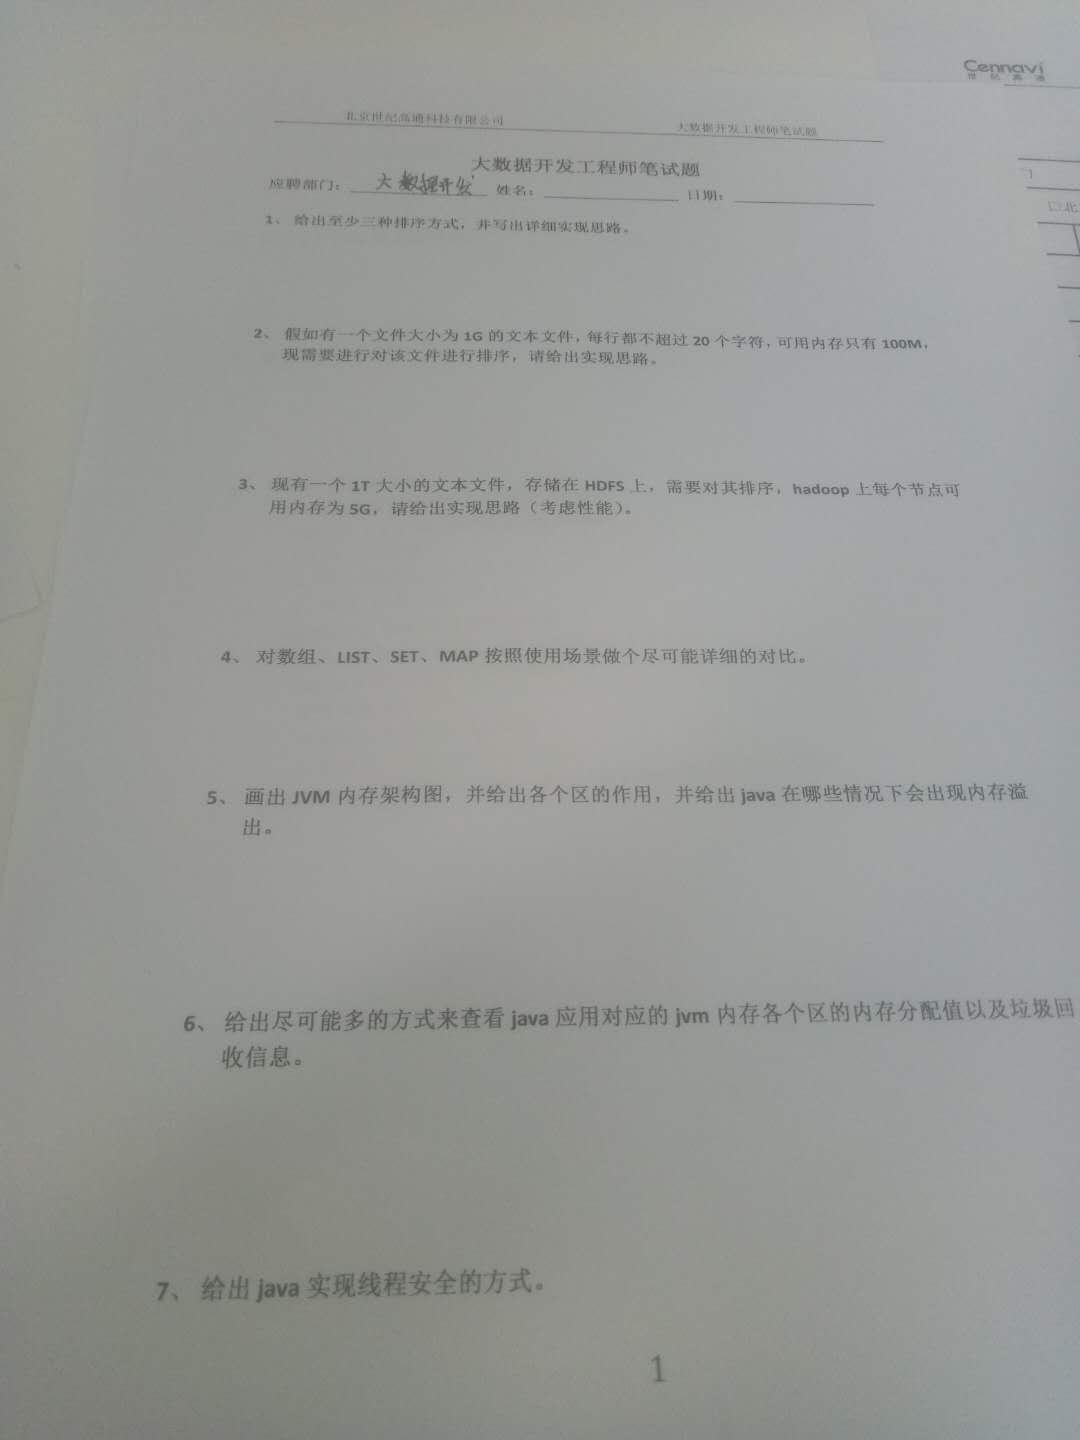 Cennavi
世纪高通
北京世纪高通科技有限公司 大数据开发工程师笔试题
大数据开发工程师笔试题
应聘部门: 大数据开发 姓名: 日期:
1、 给出至少三种排序方式，并写出详细实现思路。
2、 假如有一个文件大小为 1G 的文本文件，每行都不超过 20 个字符，可用内存只有 100M，
现需要进行对该文件进行排序，请给出实现思路。
3、 现有一个 1T 大小的文本文件，存储在 HDFS 上，需要对其排序，hadoop 上每个节点可
用内存为 5G，请给出实现思路（考虑性能）。
4、 对数组、LIST、SET、MAP 按照使用场景做个尽可能详细的对比。
5、 画出 JVM 内存架构图，并给出各个区的作用，并给出 java 在哪些情况下会出现内存溢
出。
6、 给出尽可能多的方式来查看 java 应用对应的 jvm 内存各个区的内存分配值以及垃圾回
收信息。
7、 给出 java 实现线程安全的方式。
1